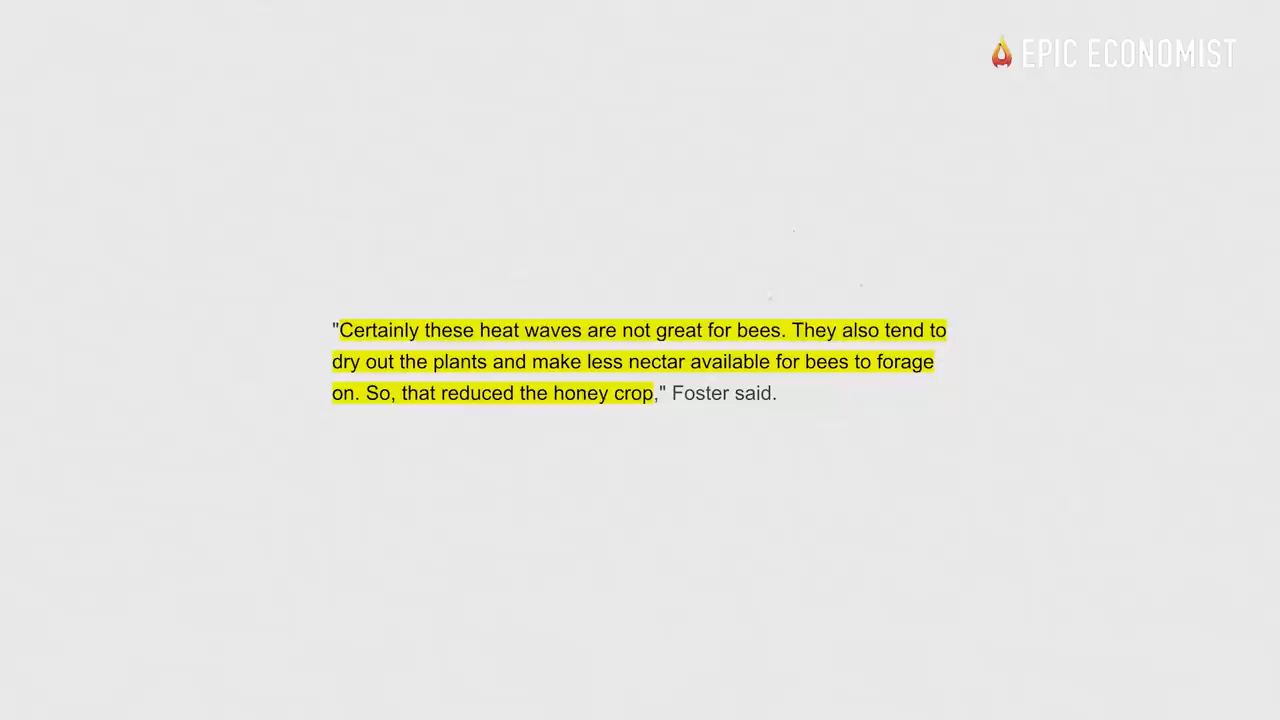 EPIC ECONOMIST
"Certainly these heat waves are not great for bees. They also tend to
dry out the plants and make less nectar available for bees to forage
on. So, that reduced the honey crop," Foster said.